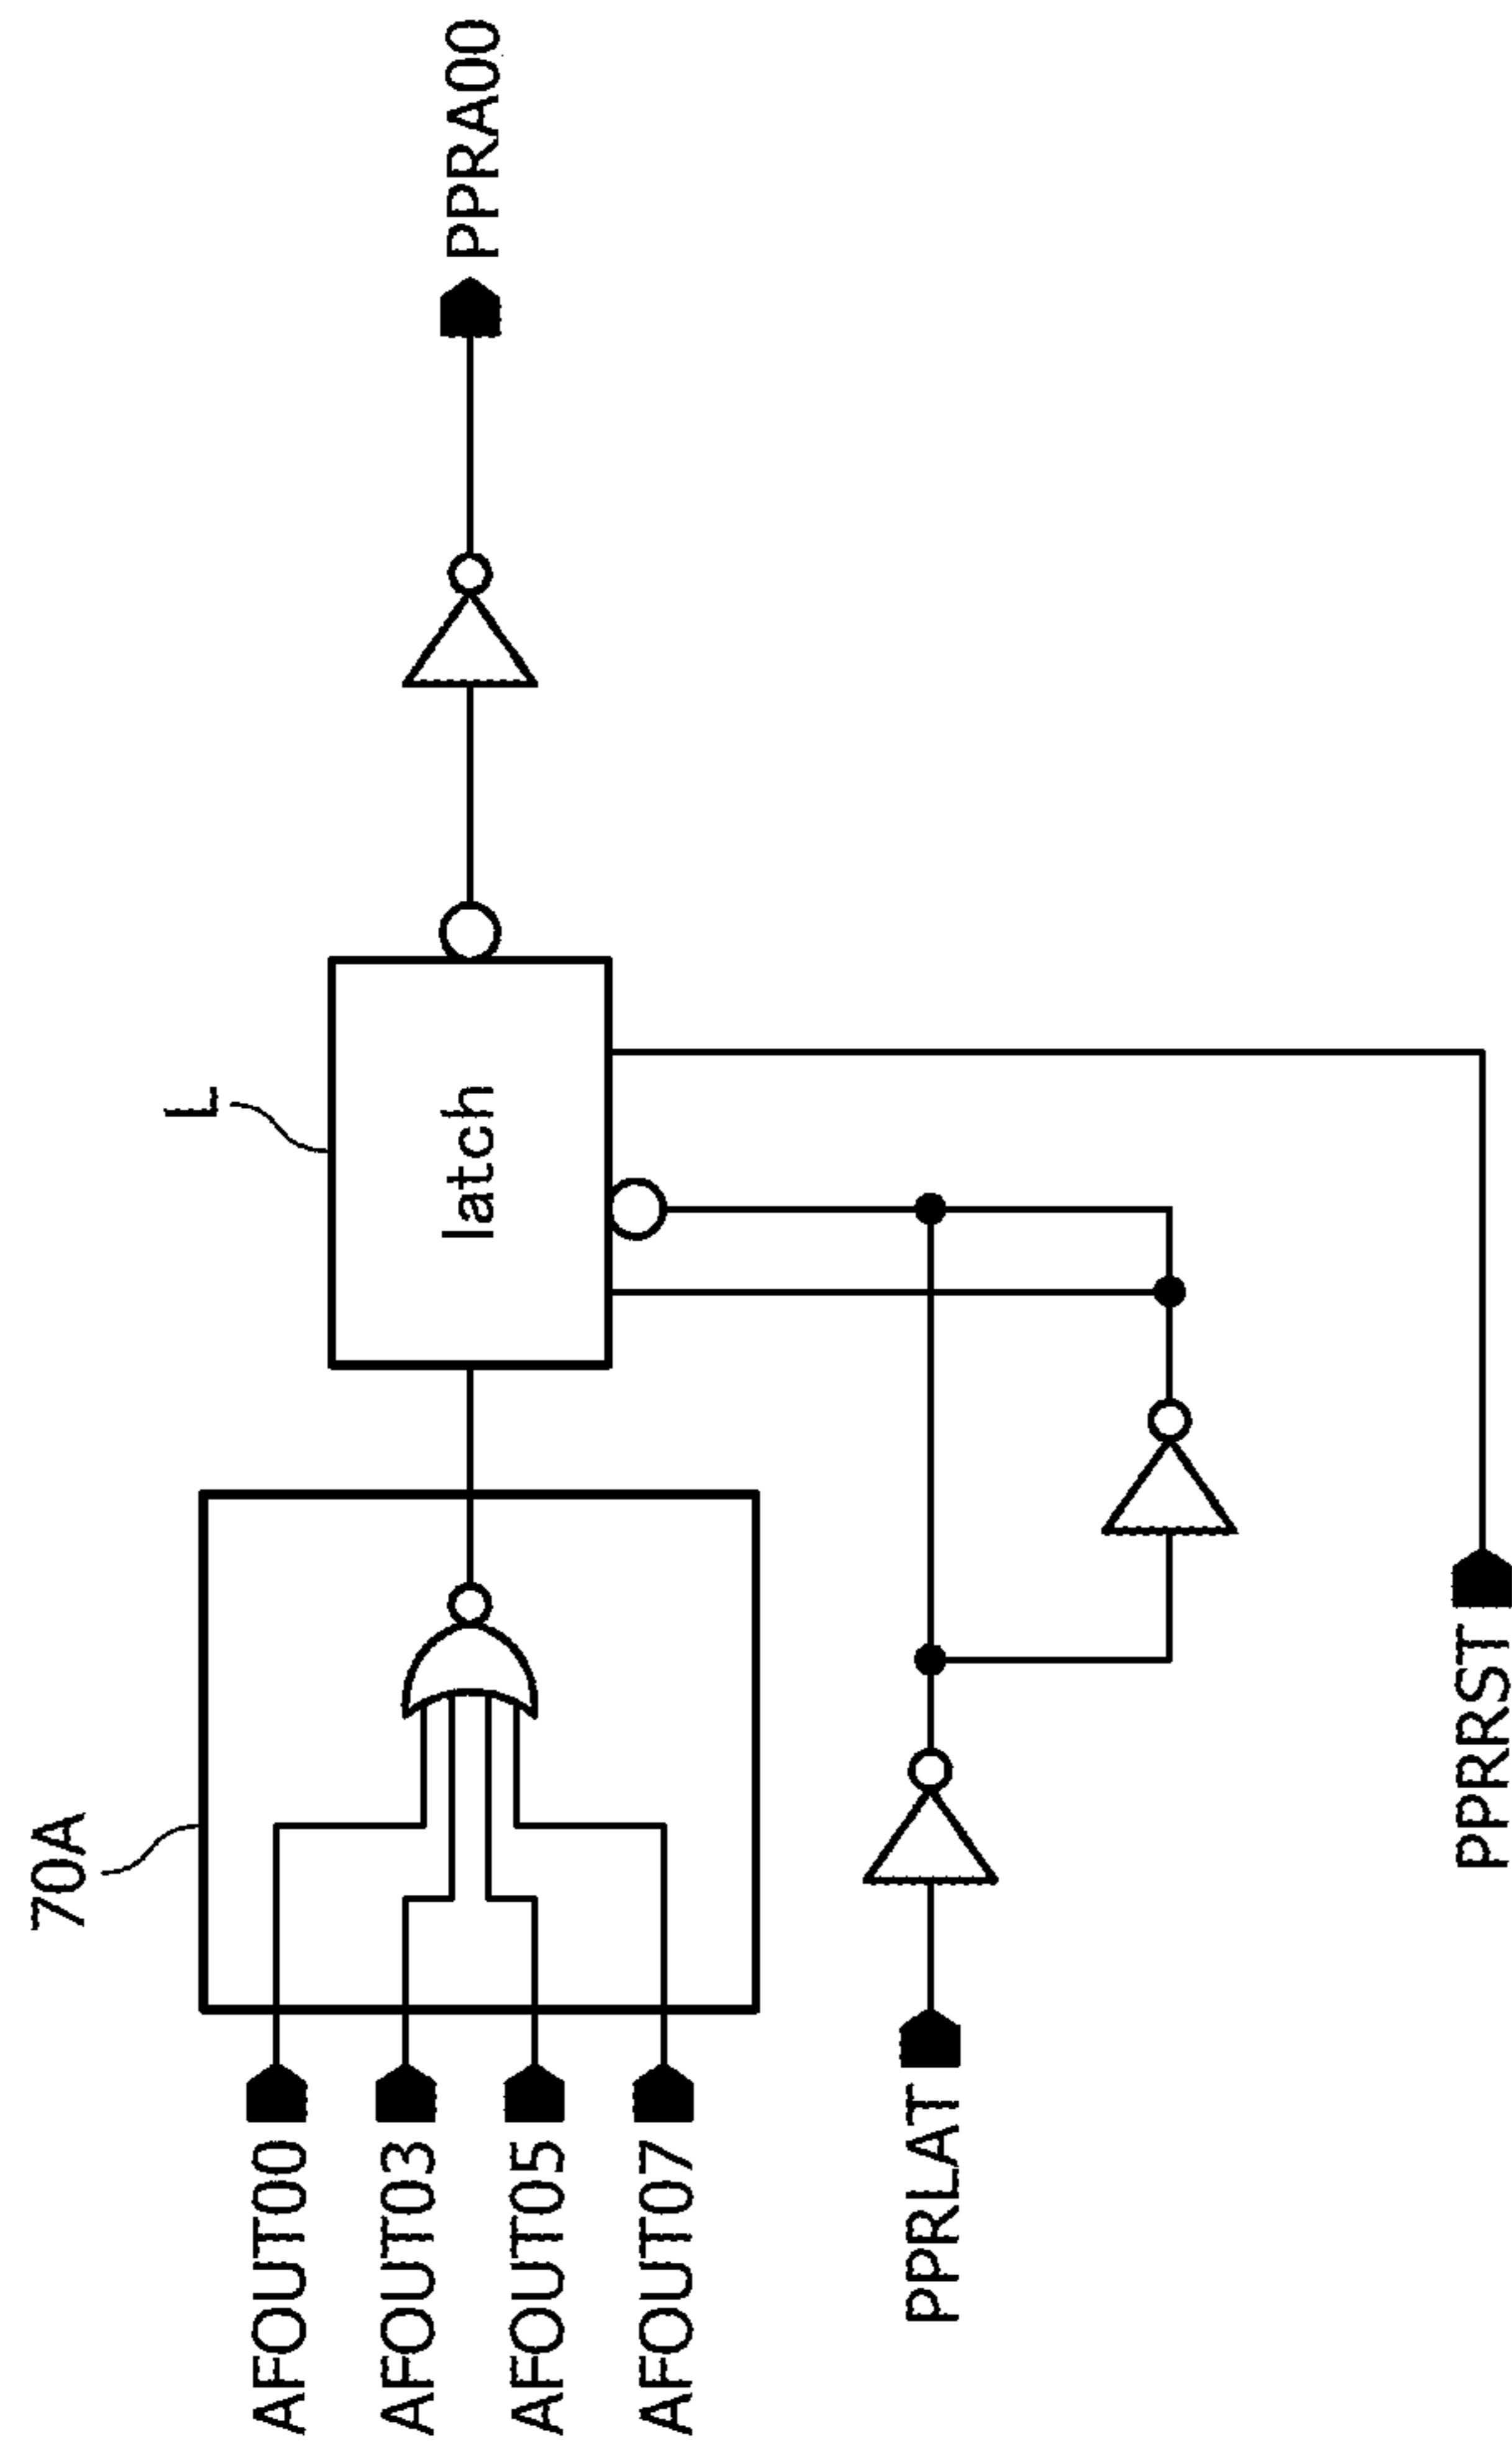 70A
L
AFOUT00
AFOUT03
AFOUT05
AFOUT07
latch
PPRA00
PPRLAT
PPRRST